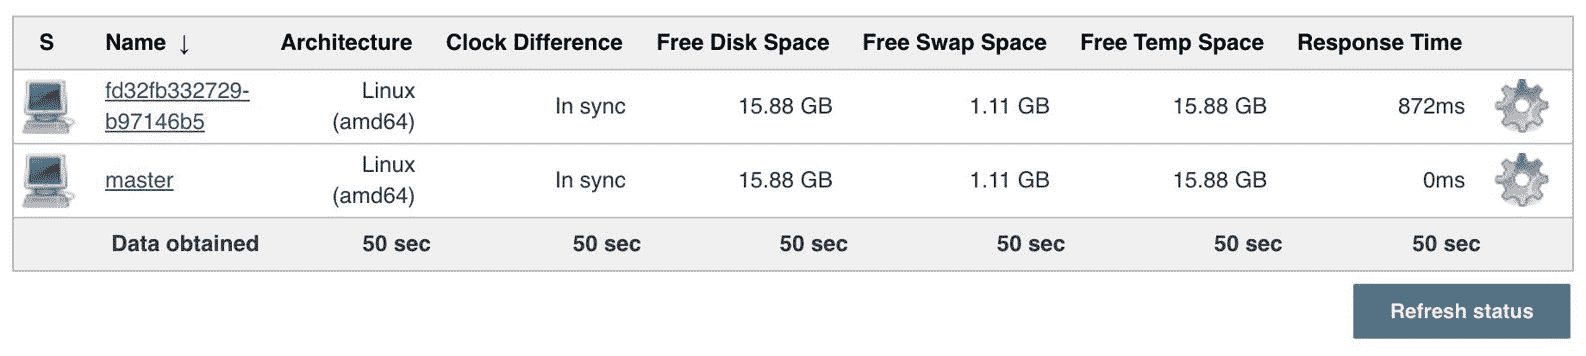 S Name ↓ Architecture Clock Difference Free Disk Space Free Swap Space Free Temp Space Response Time
fd32fb332729- Linux
b97146b5 (amd64) In sync 15.88 GB 1.11 GB 15.88 GB 872ms
master Linux
(amd64) In sync 15.88 GB 1.11 GB 15.88 GB 0ms
Data obtained 50 sec 50 sec 50 sec 50 sec 50 sec 50 sec
Refresh status